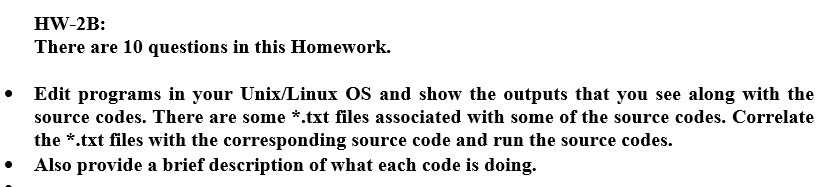 HW-2B:
There are 10 questions in this Homework.
• Edit programs in your Unix/Linux OS and show the outputs that you see along with the
source codes. There are some *.txt files associated with some of the source codes. Correlate
the *.txt files with the corresponding source code and run the source codes.
• Also provide a brief description of what each code is doing.